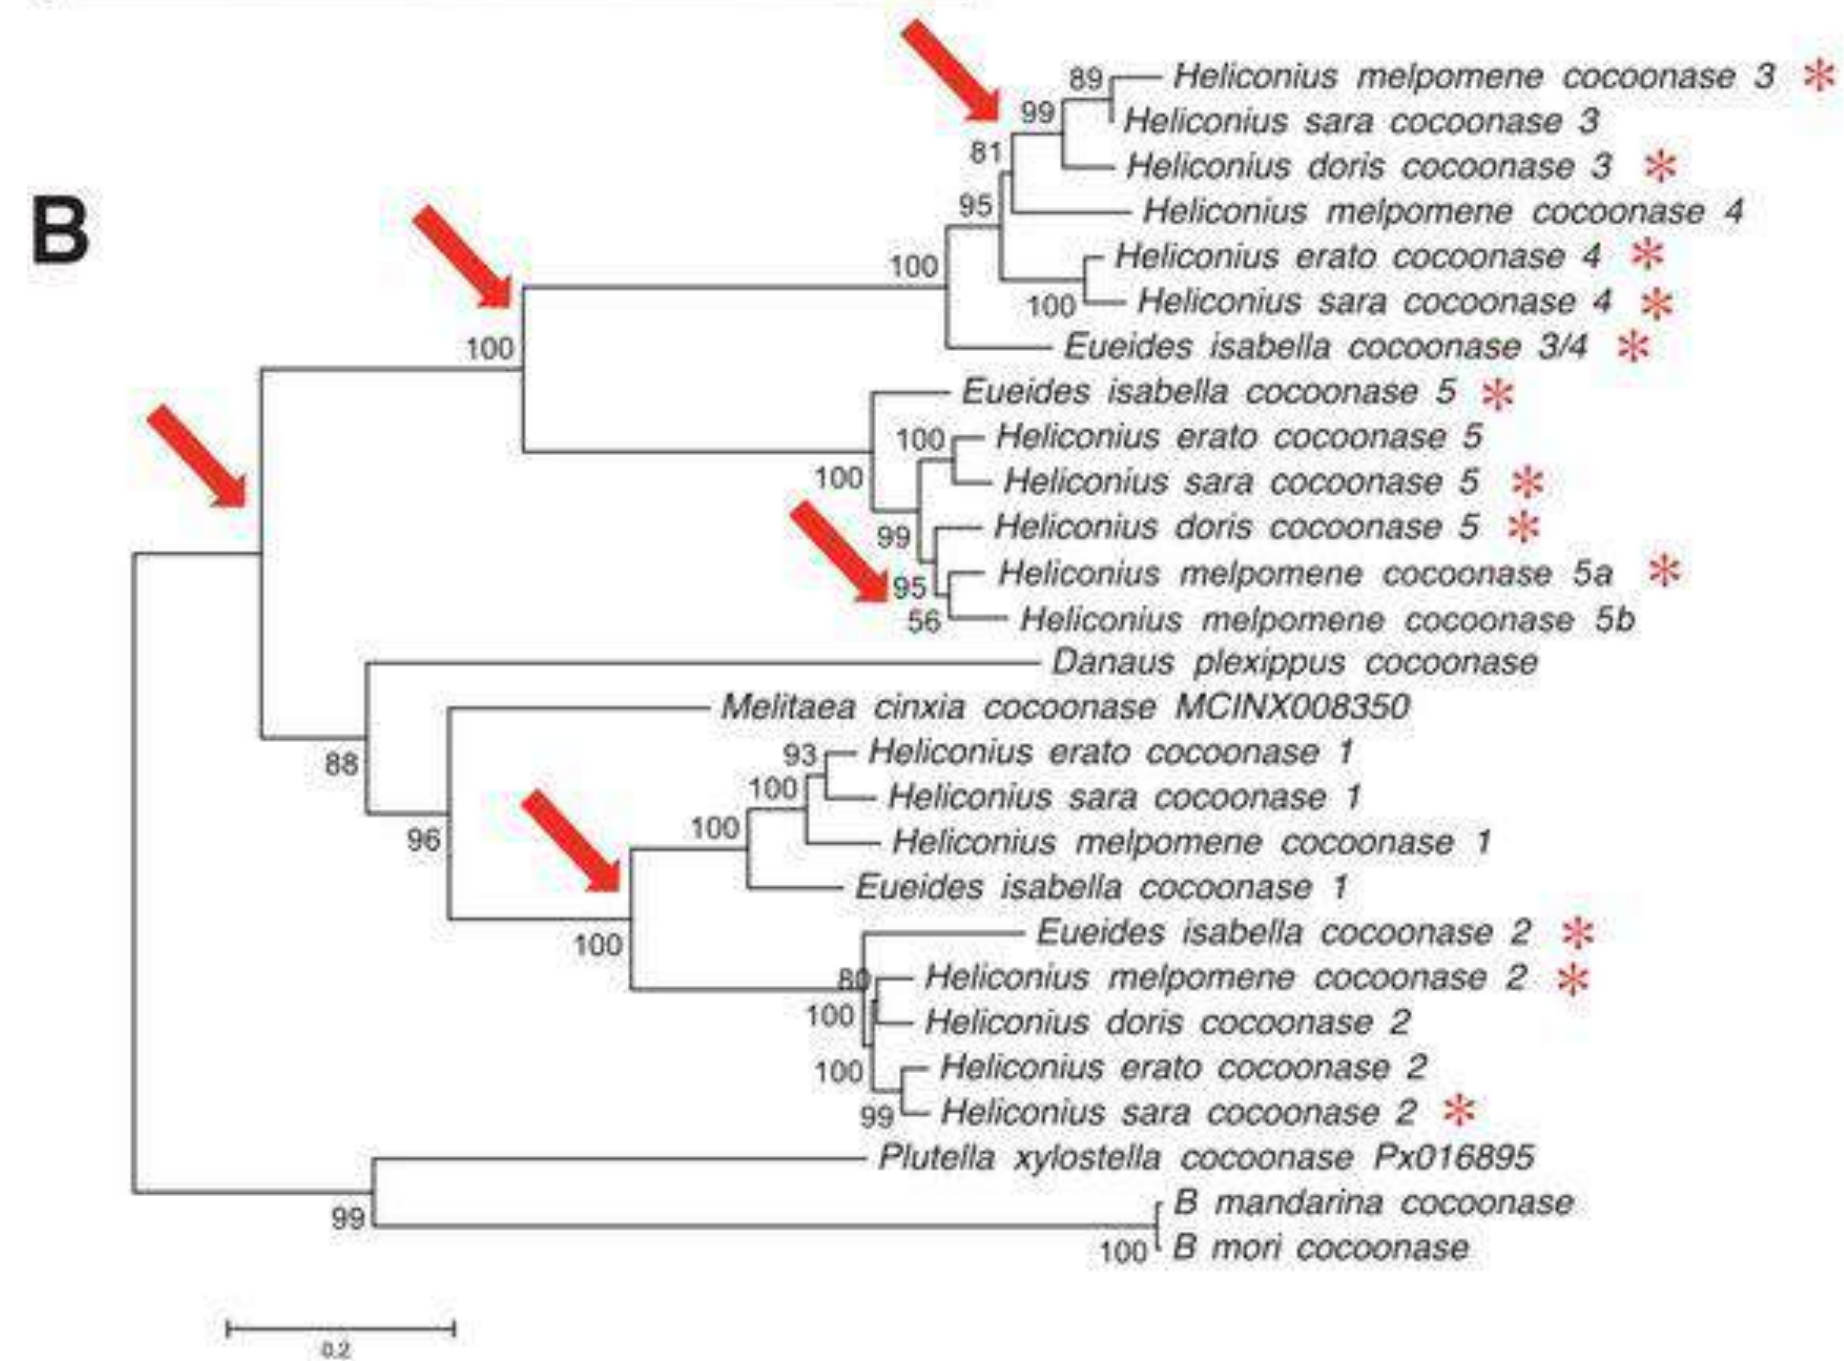 89 Heliconius melpomene cocoonase 3 *
99 Heliconius sara cocoonase 3
81 Heliconius doris cocoonase 3 *
95 Heliconius melpomene cocoonase 4
B
Heliconius erato cocoonase 4 *
100
100 Heliconius sara cocoonase 4 *
100 Eueides isabella cocoonase 3/4 *
Eueides isabella cocoonase 5 *
100 Heliconius erato cocoonase 5
100 Heliconius sara cocoonase 5 *
99 Heliconius doris cocoonase 5 *
95 Heliconius melpomene cocoonase 5a *
56 Heliconius melpomene cocoonase 5b
Danaus plexippus cocoonase
Melitaea cinxia cocoonase MCINX008350
88 93 Heliconius erato cocoonase 1
100 Heliconius sara cocoonase 1
96 100 Heliconius melpomene cocoonase 1
Eueides isabella cocoonase 1
100 Eueides isabella cocoonase 2 *
80 Heliconius melpomene cocoonase 2 *
100 Heliconius doris cocoonase 2
100 Heliconius erato cocoonase 2
99 Heliconius sara cocoonase 2 *
Plutella xylostella cocoonase Px016895
99 B mandarina cocoonase
100 B mori cocoonase
0.2